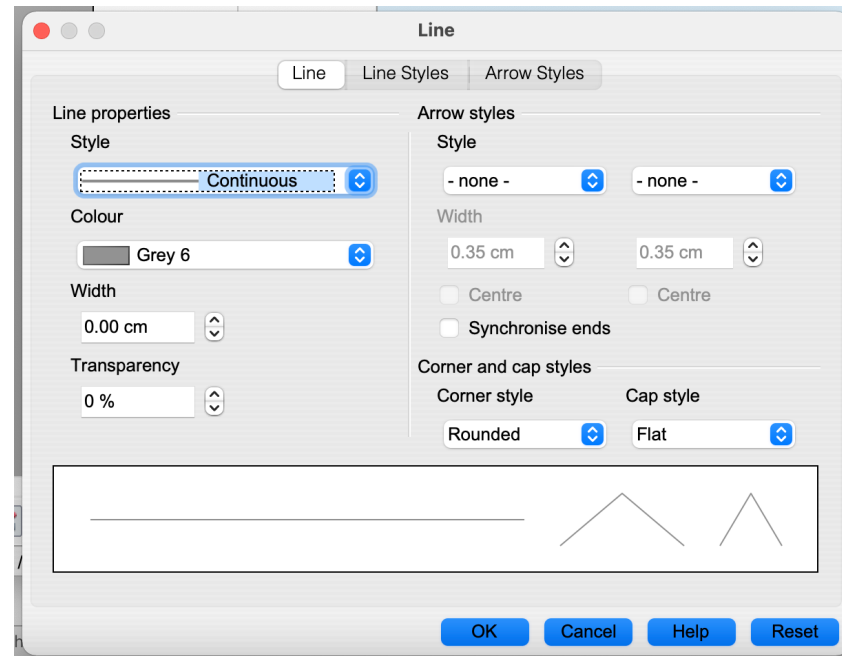 Line
Line Line Styles Arrow Styles
Line properties
Style
Continuous
Colour
Grey 6
Width
0.00 cm
Transparency
0 %
Arrow styles
Style
- none - - none -
Width
0.35 cm 0.35 cm
Centre Centre
Synchronise ends
Corner and cap styles
Corner style Cap style
Rounded Flat
OK Cancel Help Reset
/
h